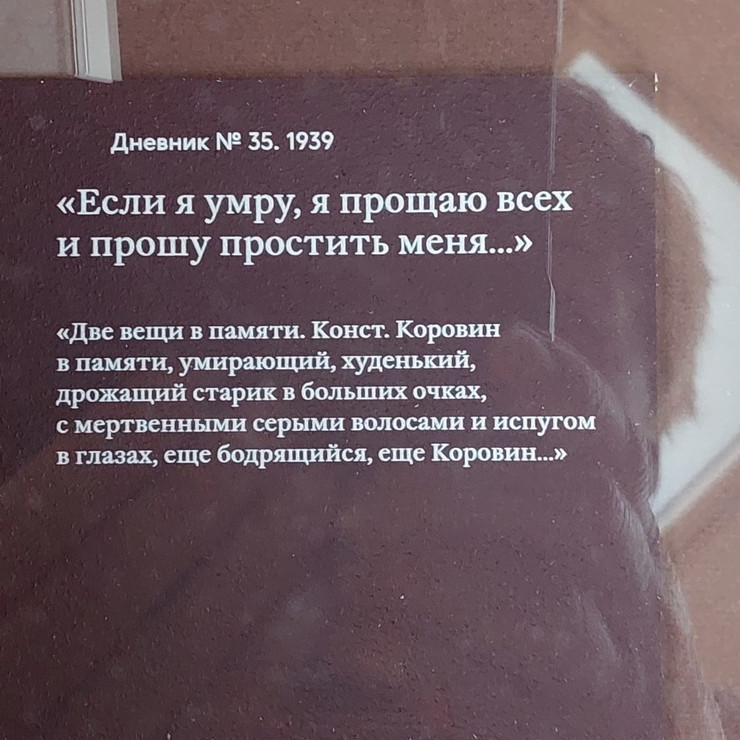 Дневник № 35. 1939
«Если я умру, я прощаю всех
и прошу простить меня...»
«Две вещи в памяти. Конст. Коровин
в памяти, умирающий, худенький,
дрожащий старик в больших очках,
с мертвенными серыми волосами и испугом
в глазах, еще бодрящийся, еще Коровин...»